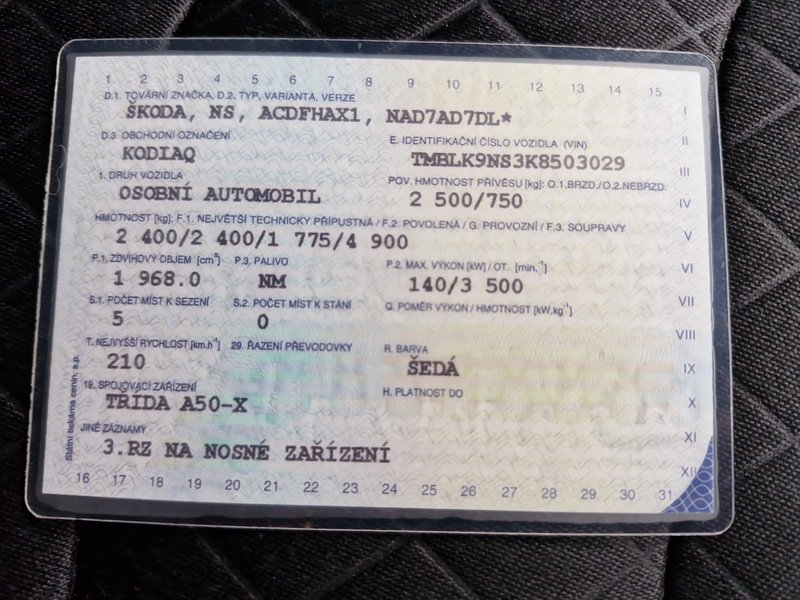 1 2 3 4 5 6 7 8 9 10 11 12 13 14 15
D.1. TOVÁRNÍ ZNAČKA, D.2. TYP, VARIANTA, VERZE
ŠKODA, NS, ACDFHAX1, NAD7AD7DL* I
D.3. OBCHODNÍ OZNAČENÍ E. IDENTIFIKAČNÍ ČÍSLO VOZIDLA (VIN) II
KODIAQ TMBLK9NS3K8503029
1. DRUH VOZIDLA POV. HMOTNOST PŘÍVĚSU [kg]: O.1.BRZD./O.2.NEBRZD. III
OSOBNÍ AUTOMOBIL 2 500/750 IV
HMOTNOST [kg]: F.1. NEJVĚTŠÍ TECHNICKY PŘÍPUSTNÁ / F.2. POVOLENÁ / G. PROVOZNÍ / F.3. SOUPRAVY
2 400/2 400/1 775/4 900 V
P.1. ZDVIHOVÝ OBJEM [cm³] P.3. PALIVO P.2. MAX. VÝKON [kW] / OT. [min.⁻¹] VI
1 968.0 NM 140/3 500
S.1. POČET MÍST K SEZENÍ S.2. POČET MÍST K STÁNÍ Q. POMĚR VÝKON / HMOTNOST [kW.kg⁻¹] VII
5 0
VIII
T. NEJVYŠŠÍ RYCHLOST [km.h⁻¹] 29. ŘAZENÍ PŘEVODOVKY R. BARVA
210 ŠEDÁ IX
18. SPOJOVACÍ ZAŘÍZENÍ H. PLATNOST DO
TŘÍDA A50-X X
JINÉ ZÁZNAMY XI
3.RZ NA NOSNÉ ZAŘÍZENÍ
XII
16 17 18 19 20 21 22 23 24 25 26 27 28 29 30 31
Státní tiskárna cenin, s.p.